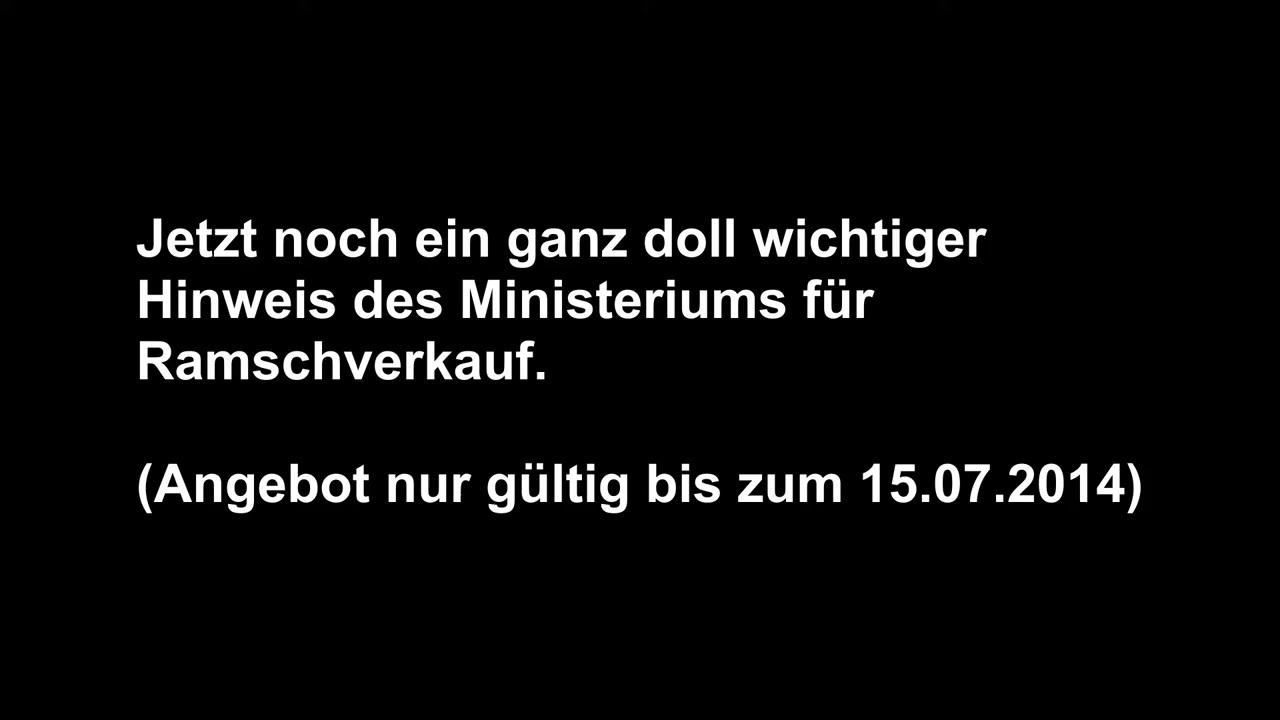 Jetzt noch ein ganz doll wichtiger
Hinweis des Ministeriums für
Ramschverkauf.
(Angebot nur gültig bis zum 15.07.2014)